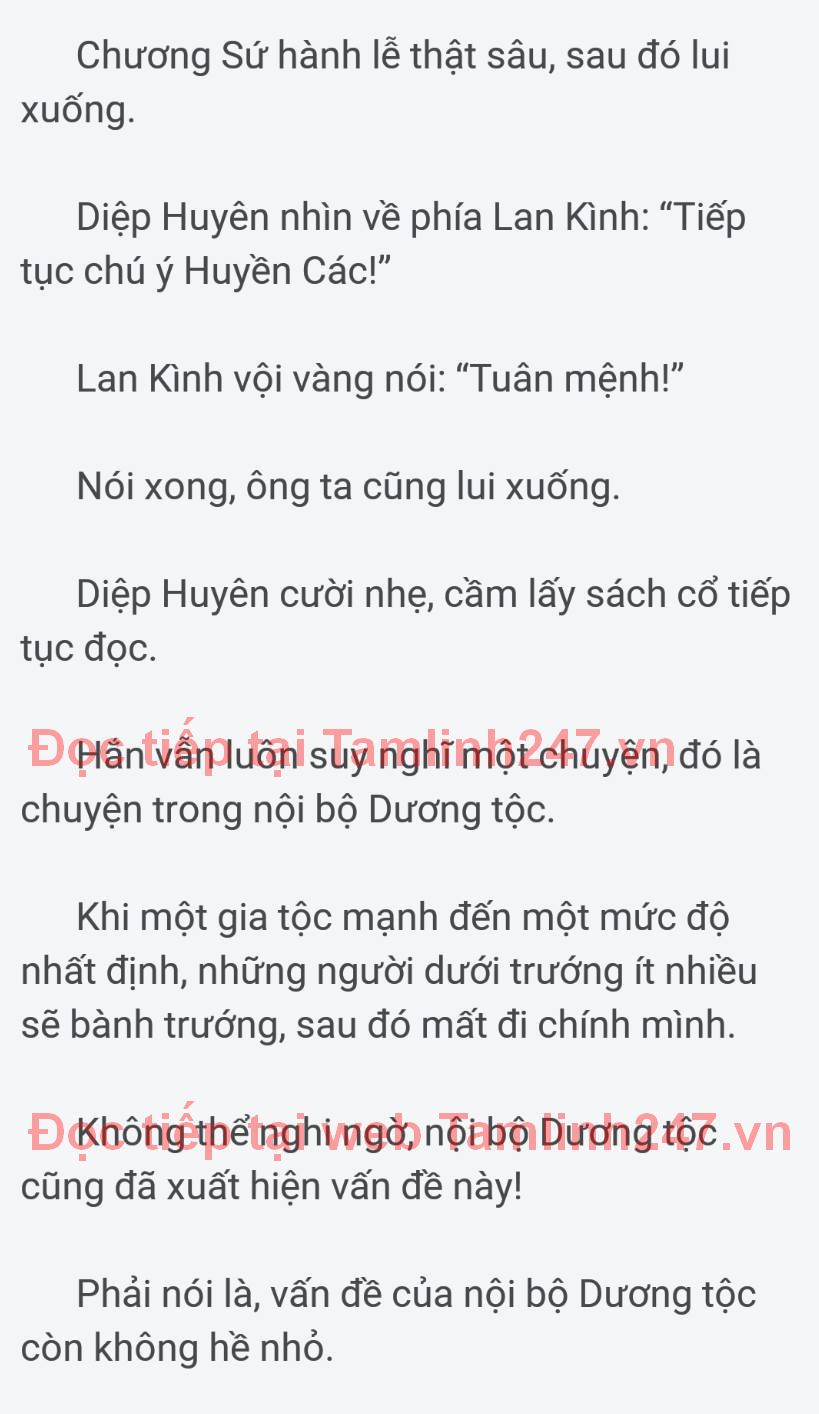 Chương Sứ hành lễ thật sâu, sau đó lui
xuống.
Diệp Huyên nhìn về phía Lan Kình: “Tiếp
tục chú ý Huyền Các!”
Lan Kình vội vàng nói: “Tuân mệnh!”
Nói xong, ông ta cũng lui xuống.
Diệp Huyên cười nhẹ, cầm lấy sách cổ tiếp
tục đọc.
Đọc tiếp tại Tamlinh247.vn
Hắn vẫn luôn suy nghĩ một chuyện, đó là
chuyện trong nội bộ Dương tộc.
Khi một gia tộc mạnh đến một mức độ
nhất định, những người dưới trướng ít nhiều
sẽ bành trướng, sau đó mất đi chính mình.
Đọc tiếp tại web Tamlinh247.vn
Không thể nghi ngờ, nội bộ Dương tộc
cũng đã xuất hiện vấn đề này!
Phải nói là, vấn đề của nội bộ Dương tộc
còn không hề nhỏ.